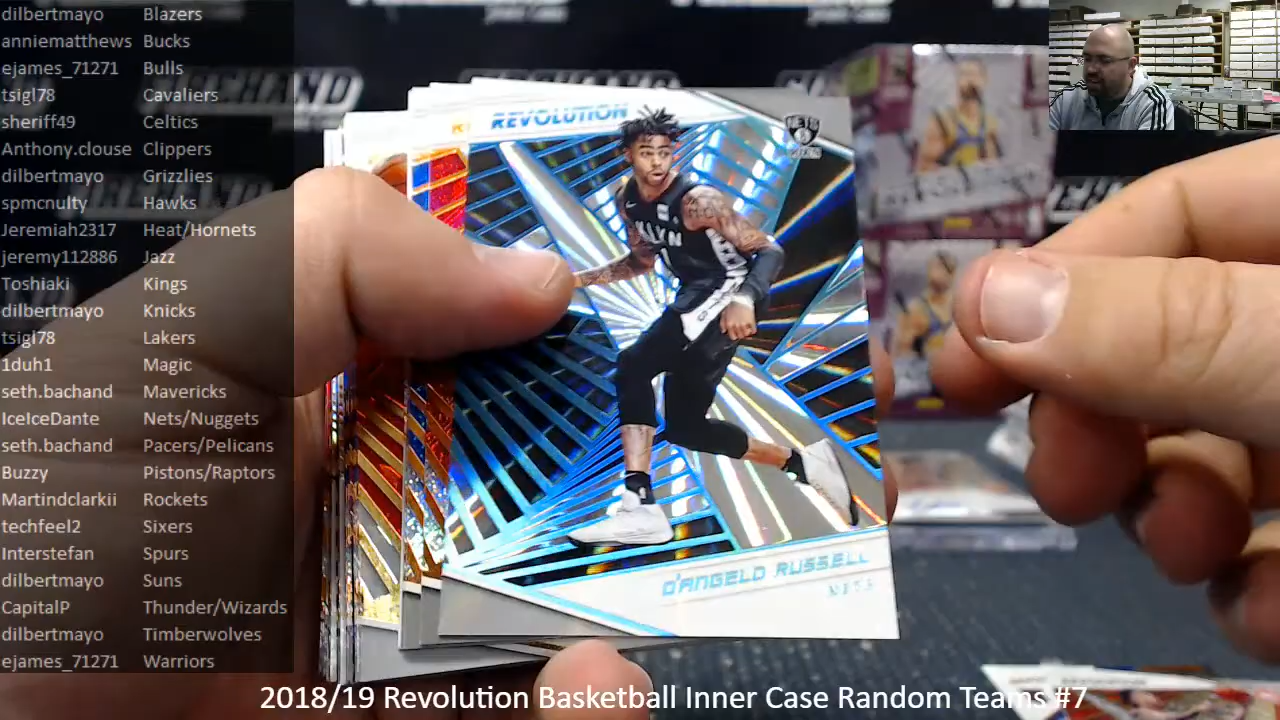 dilbertmayo Blazers
anniematthews Bucks
ejames_71271 Bulls
tsigl78 Cavaliers
sheriff49 Celtics
Anthony.clouse Clippers
dilbertmayo Grizzlies
spmcnulty Hawks
Jeremiah2317 Heat/Hornets
jeremy112886 Jazz
Toshiaki Kings
dilbertmayo Knicks
tsigl78 Lakers
1duh1 Magic
seth.bachand Mavericks
IceIceDante Nets/Nuggets
seth.bachand Pacers/Pelicans
Buzzy Pistons/Raptors
Martindclarkii Rockets
techfeel2 Sixers
Interstefan Spurs
dilbertmayo Suns
CapitalP Thunder/Wizards
dilbertmayo Timberwolves
ejames_71271 Warriors
REVOLUTION
NETS
D'ANGELO RUSSELL
2018/19 Revolution Basketball Inner Case Random Teams #7